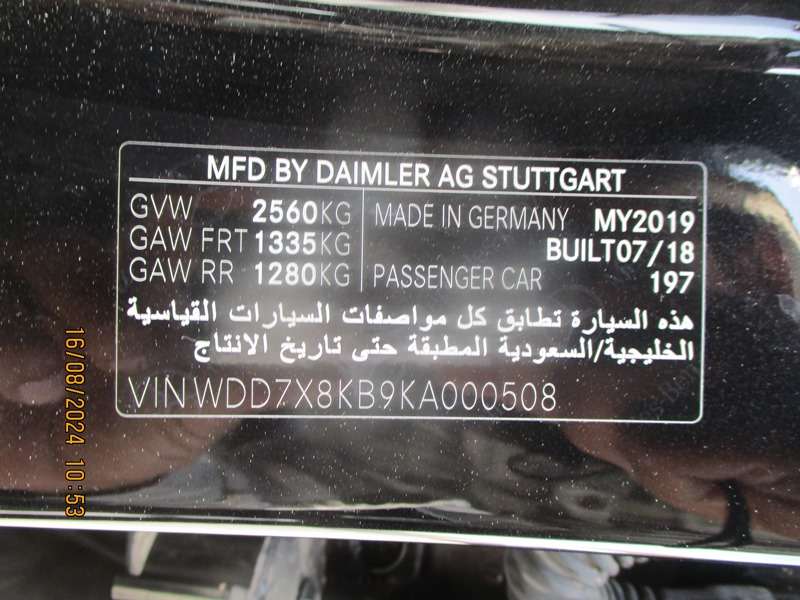 MFD BY DAIMLER AG STUTTGART
GVW 2560KG MADE IN GERMANY MY2019
GAW FRT 1335KG BUILT07/18
GAW RR 1280KG PASSENGER CAR 197
هذه السيارة تطابق كل مواصفات السيارات القياسية
الخليجية/السعودية المطبقة حتى تاريخ الانتاج
VIN WDD7X8KB9KA000508
16/08/2024 10:53